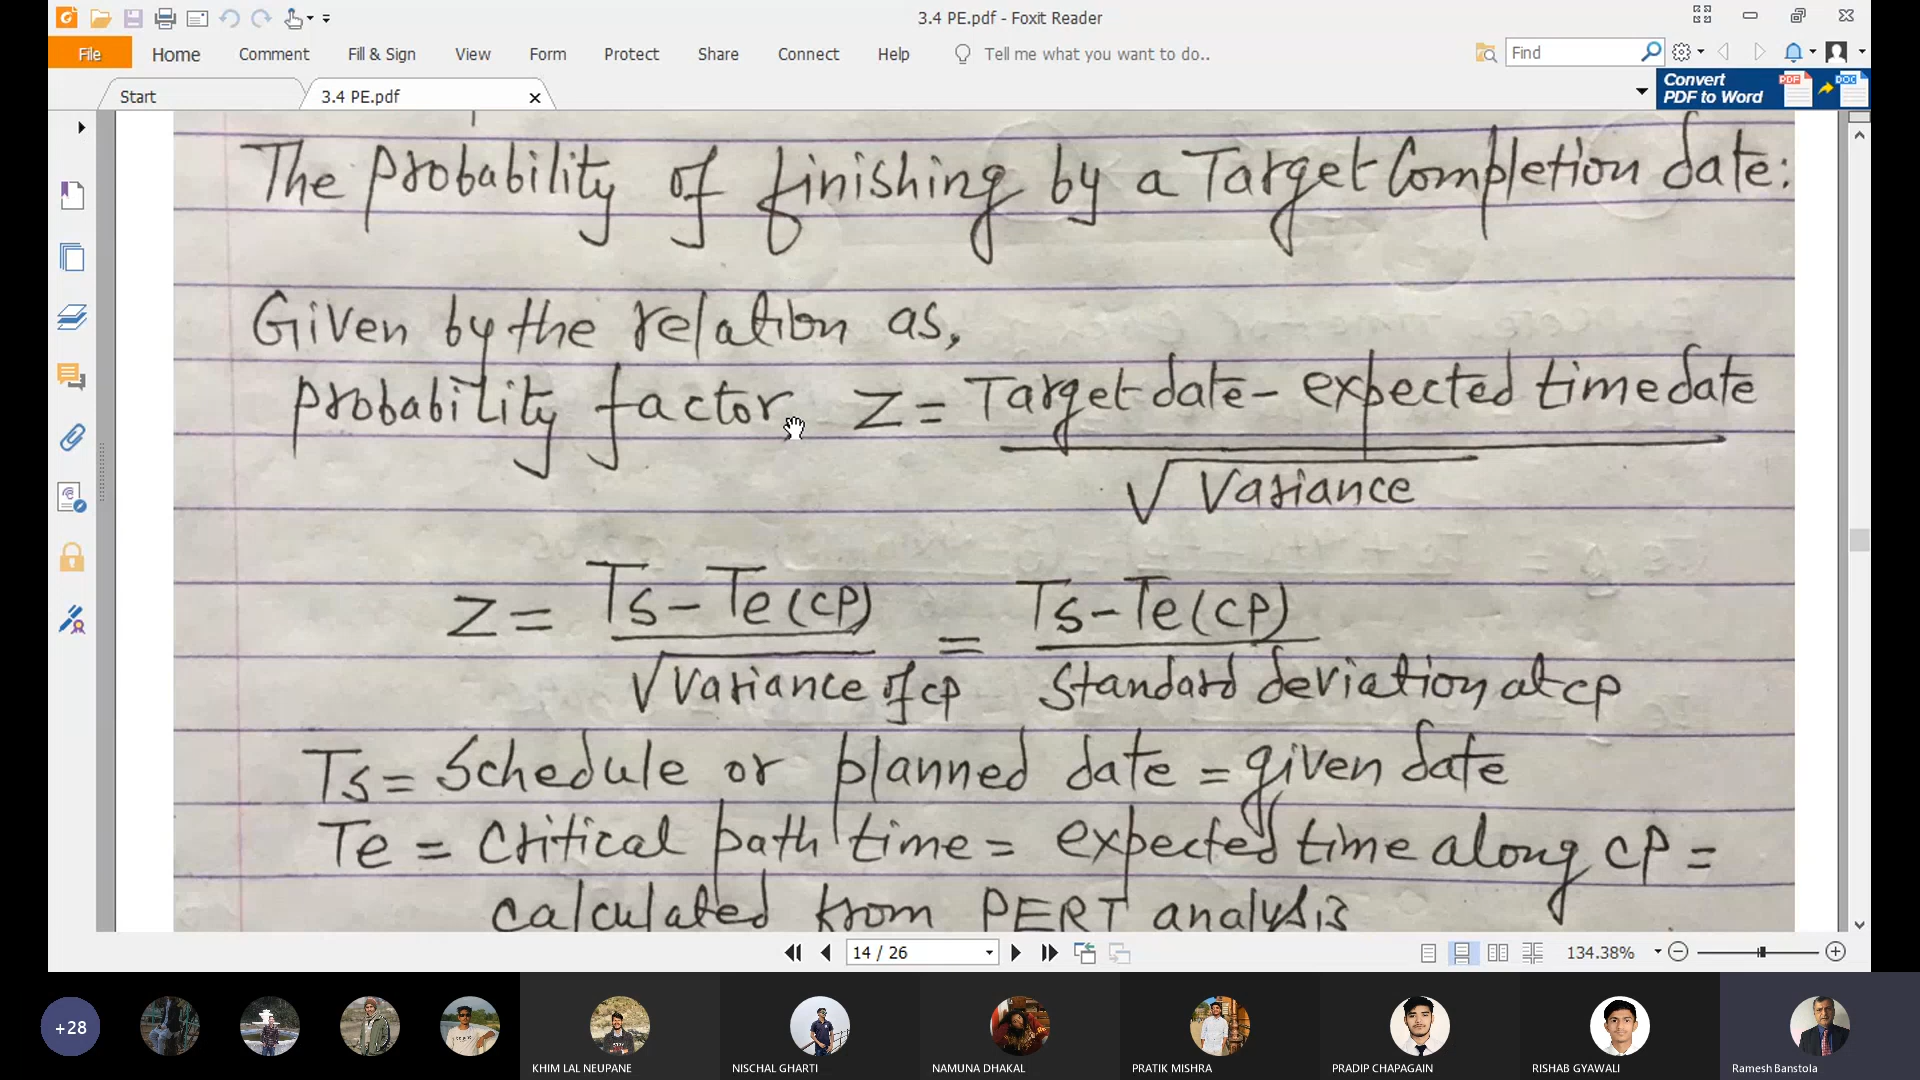 3.4 PE.pdf - Foxit Reader
File Home Comment Fill & Sign View Form Protect Share Connect Help Tell me what you want to do.. Find
Start 3.4 PE.pdf
Convert
PDF to Word
PDF DOC
The probability of finishing by a Target Completion date:
Given by the relation as,
probability factor, Z = Target date - expected time date
√ Variance
Z = Ts - Te (CP) = Ts - Te (CP)
√Variance of cp Standard deviation at cp
Ts = Schedule or planned date = given date
Te = Critical path time = expected time along CP =
calculated from PERT analysis
14 / 26 134.38%
+28
KHIM LAL NEUPANE NISCHAL GHARTI NAMUNA DHAKAL PRATIK MISHRA PRADIP CHAPAGAIN RISHAB GYAWALI Ramesh Banstola